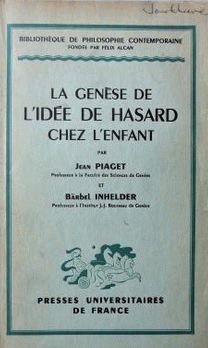 BIBLIOTHÈQUE DE PHILOSOPHIE CONTEMPORAINE
FONDÉE PAR FÉLIX ALCAN
LA GENÈSE DE
L'IDÉE DE HASARD
CHEZ L'ENFANT
PAR
JEAN PIAGET
Professeur à la Faculté des Sciences de Genève
ET
Bärbel INHELDER
Professeur à l'Institut J.-J. Rousseau de Genève
PRESSES UNIVERSITAIRES
DE FRANCE